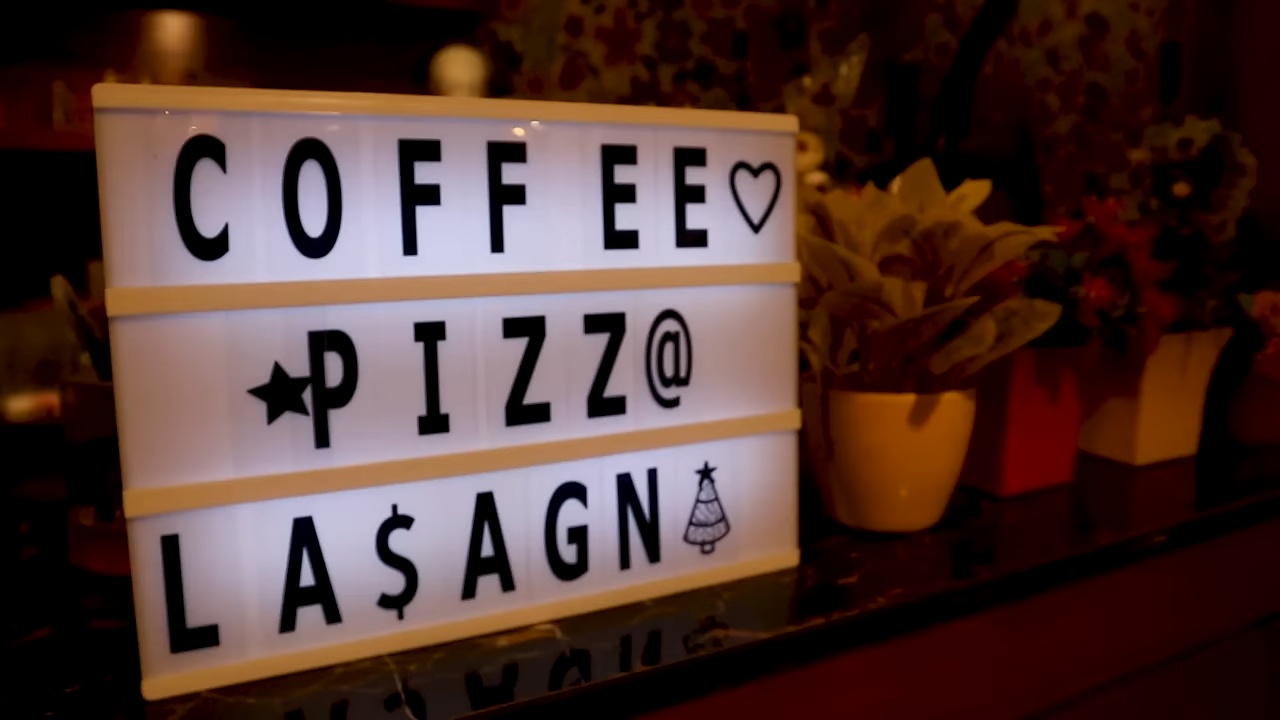 COFFEE♡
★PIZZ@
LA$AGN🎄